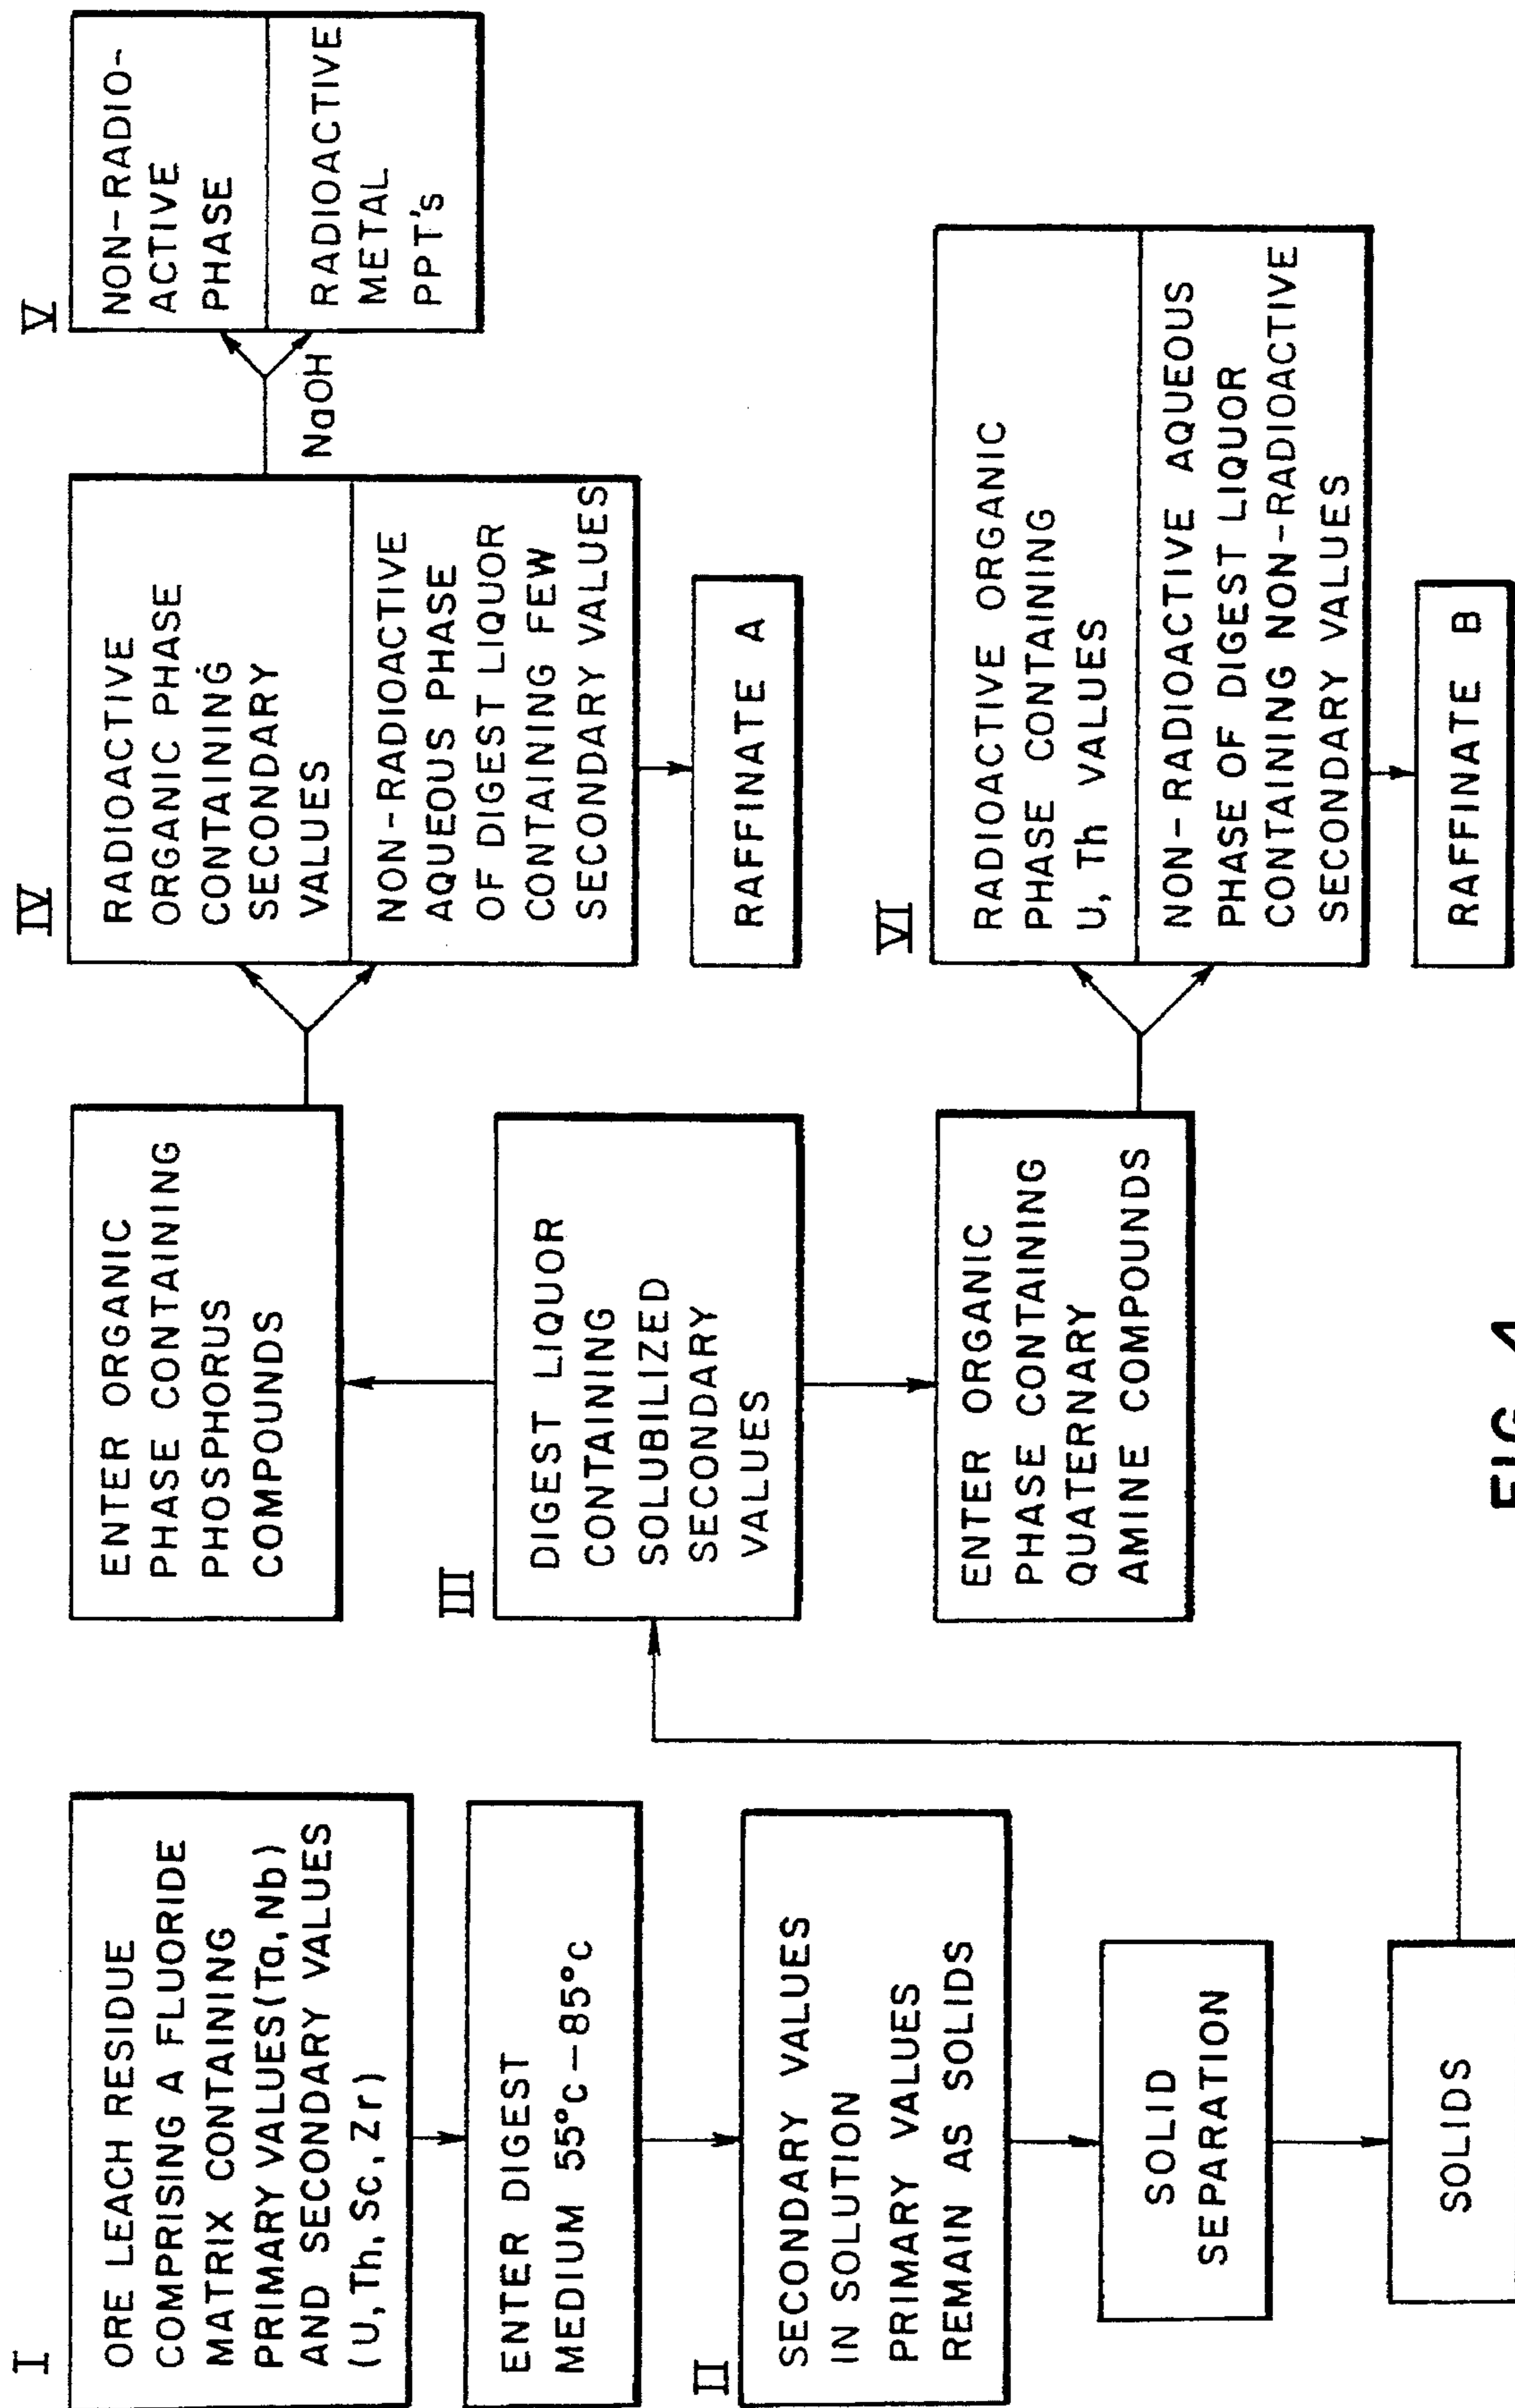 I
ORE LEACH RESIDUE
COMPRISING A FLUORIDE
MATRIX CONTAINING
PRIMARY VALUES(Ta,Nb)
AND SECONDARY VALUES
(U,Th,Sc,Zr)
ENTER DIGEST
MEDIUM 55°C-85°C
II
SECONDARY VALUES
IN SOLUTION
PRIMARY VALUES
REMAIN AS SOLIDS
SOLID
SEPARATION
SOLIDS
ENTER ORGANIC
PHASE CONTAINING
PHOSPHORUS
COMPOUNDS
III
DIGEST LIQUOR
CONTAINING
SOLUBILIZED
SECONDARY
VALUES
ENTER ORGANIC
PHASE CONTAINING
QUATERNARY
AMINE COMPOUNDS
IV
RADIOACTIVE
ORGANIC PHASE
CONTAINING
SECONDARY
VALUES
NON-RADIOACTIVE
AQUEOUS PHASE
OF DIGEST LIQUOR
CONTAINING FEW
SECONDARY VALUES
RAFFINATE A
NaOH
V
NON-RADIO-
ACTIVE
PHASE
RADIOACTIVE
METAL
PPT's
VI
RADIOACTIVE ORGANIC
PHASE CONTAINING
U, Th VALUES
NON-RADIOACTIVE AQUEOUS
PHASE OF DIGEST LIQUOR
CONTAINING NON-RADIOACTIVE
SECONDARY VALUES
RAFFINATE B